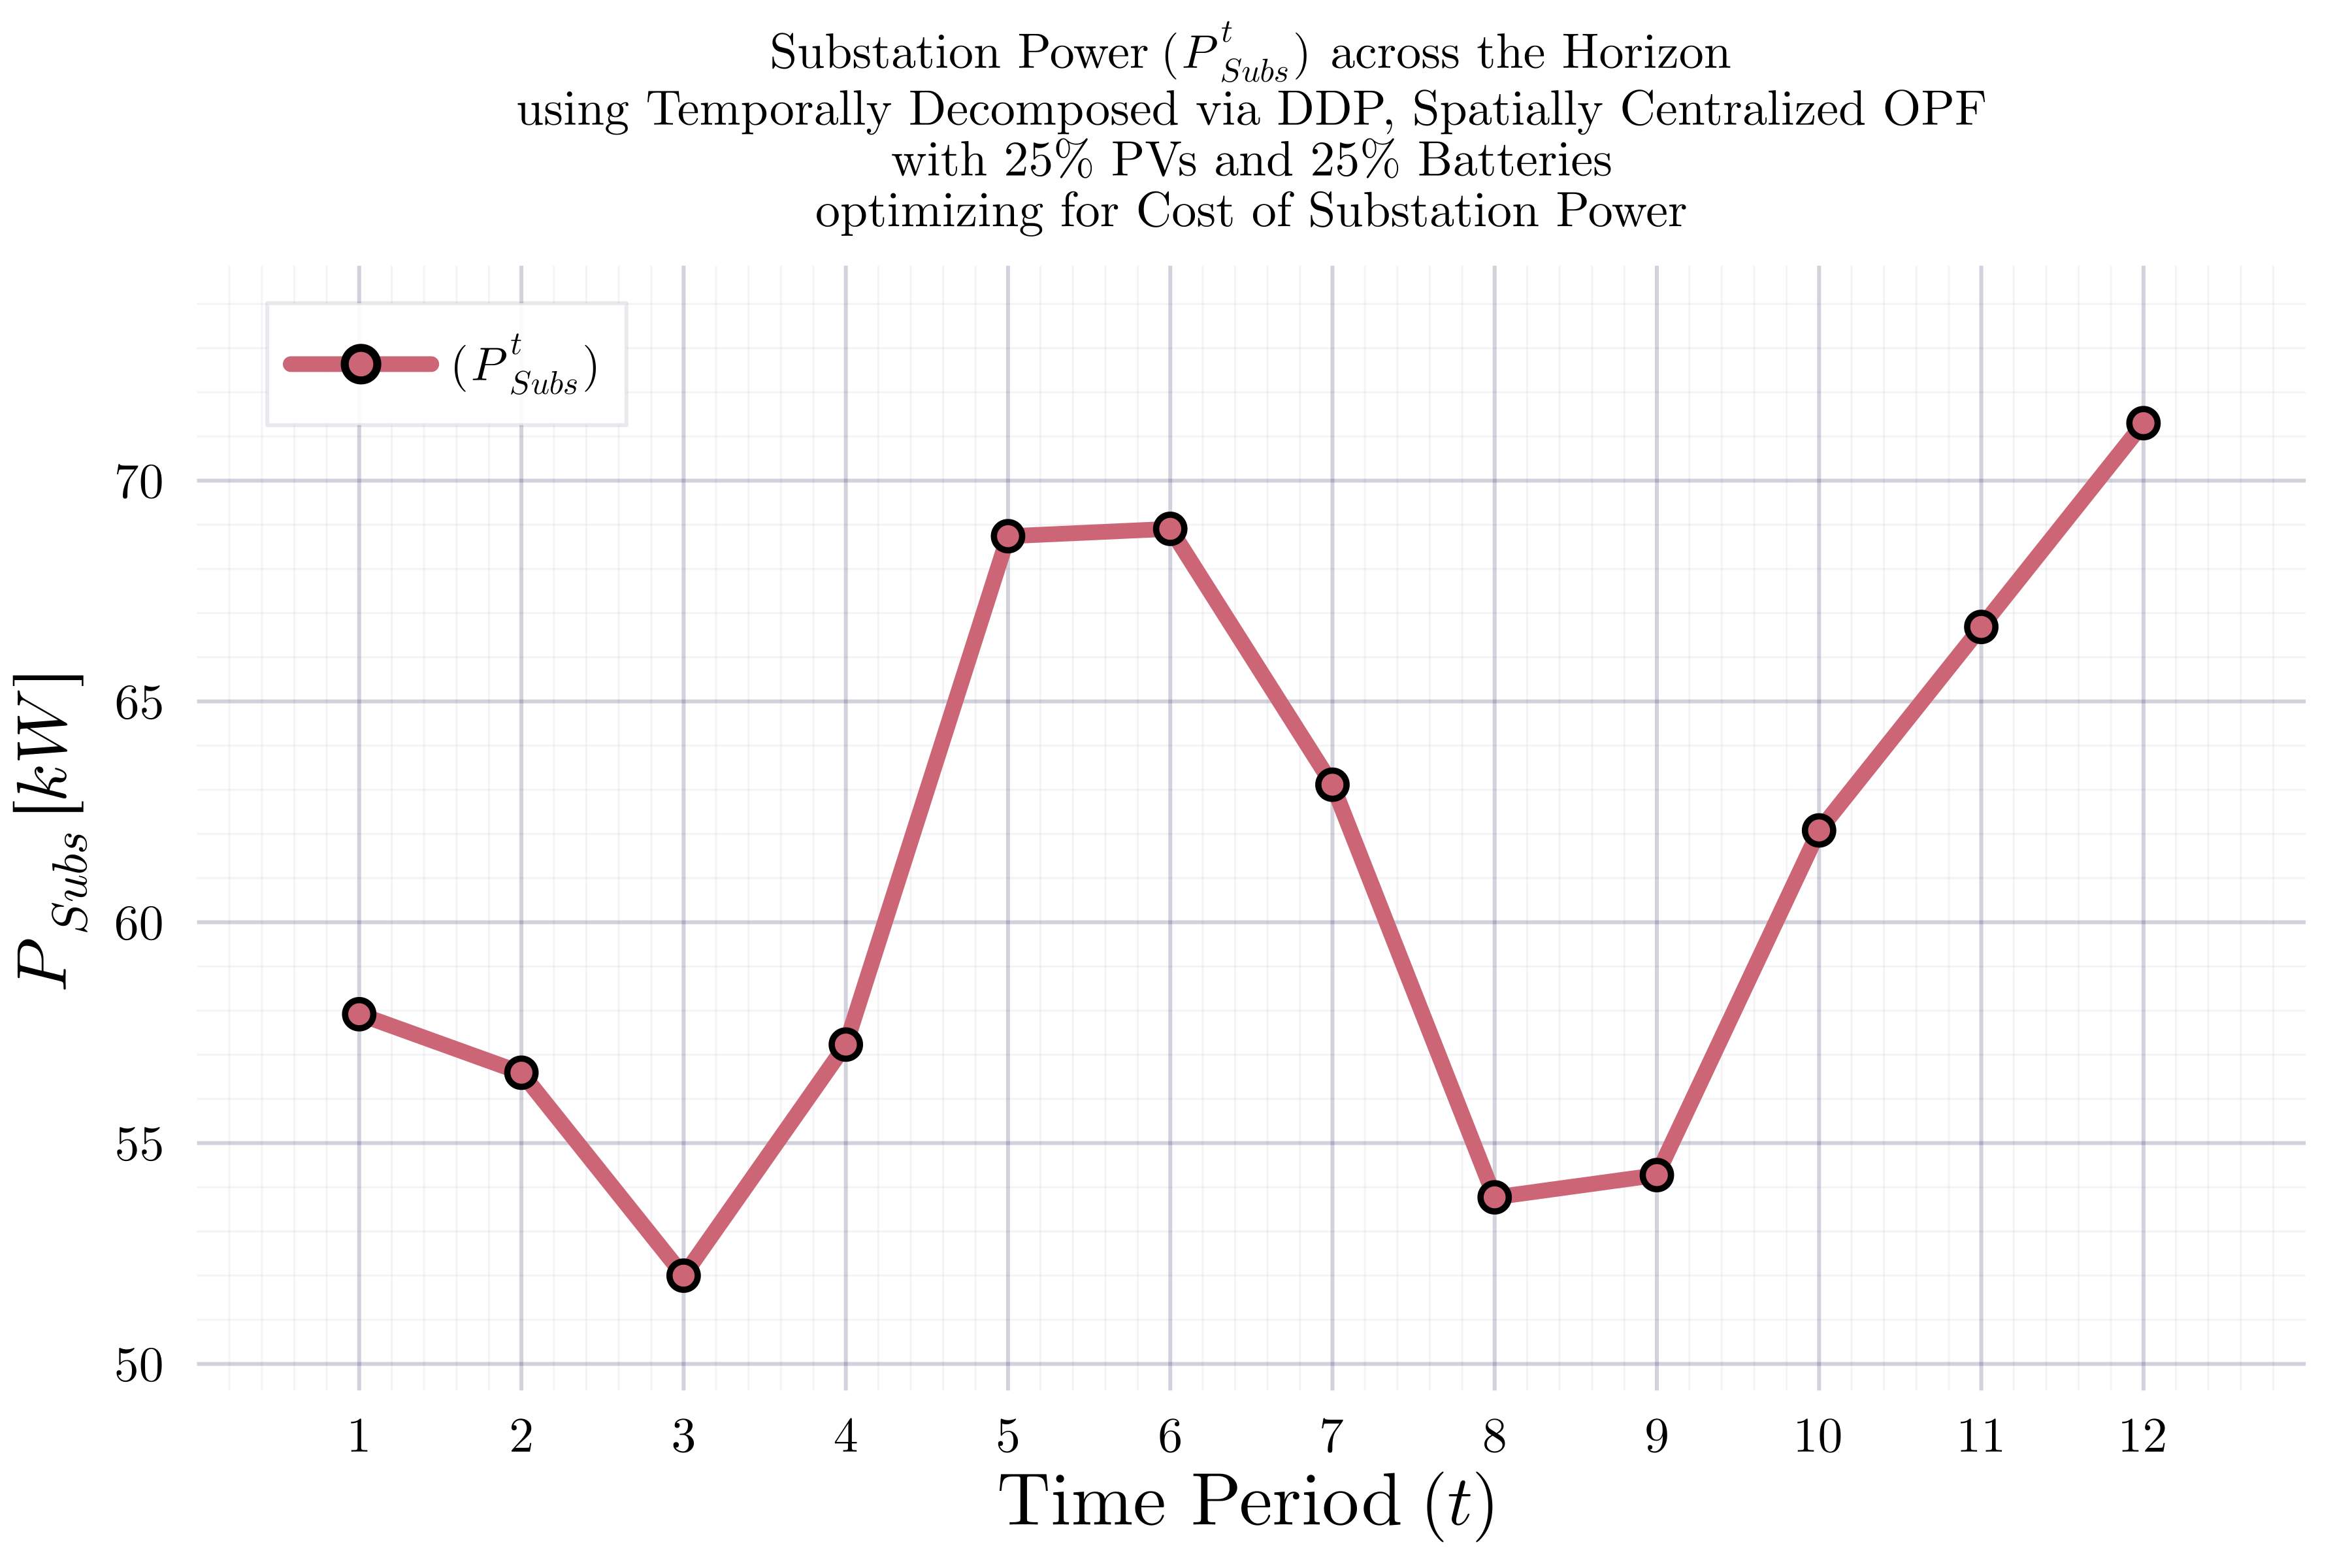 Substation Power (P^t_Subs) across the Horizon
using Temporally Decomposed via DDP, Spatially Centralized OPF
with 25% PVs and 25% Batteries
optimizing for Cost of Substation Power
(P^t_Subs)
70
65
60
55
50
P_Subs [kW]
1 2 3 4 5 6 7 8 9 10 11 12
Time Period (t)